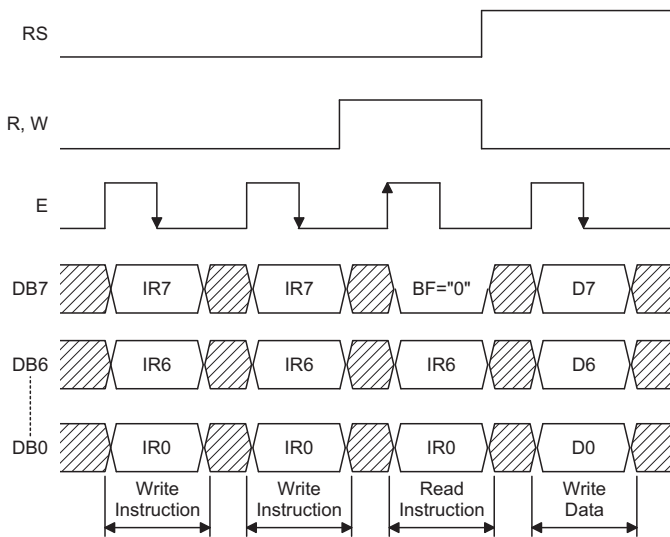 RS
R, W
E
DB7 IR7 IR7 BF="0" D7
DB6 IR6 IR6 IR6 D6
DB0 IR0 IR0 IR0 D0
Write Write Read Write
Instruction Instruction Instruction Data